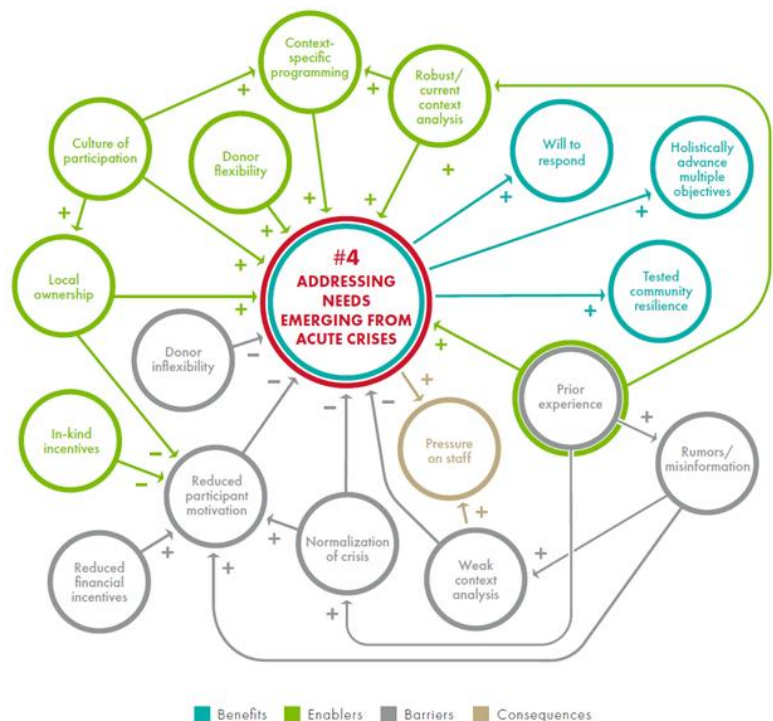 Context-
specific
programming
Robust/
current
context
analysis
Culture of
participation
Donor
flexibility
Will to
respond
Holistically
advance
multiple
objectives
+
+
+
+
+
+
+
+
+
+
+
#4
ADDRESSING
NEEDS
EMERGING FROM
ACUTE CRISES
Local
ownership
Tested
community
resilience
+
+
+
Donor
inflexibility
–
–
–
–
+
Prior
experience
+
In-kind
incentives
Pressure
on staff
Rumors/
misinformation
–
–
Reduced
participant
motivation
+
+
+
+
+
Normalization
of crisis
Weak
context
analysis
Reduced
financial
incentives
+
+
Benefits Enablers Barriers Consequences